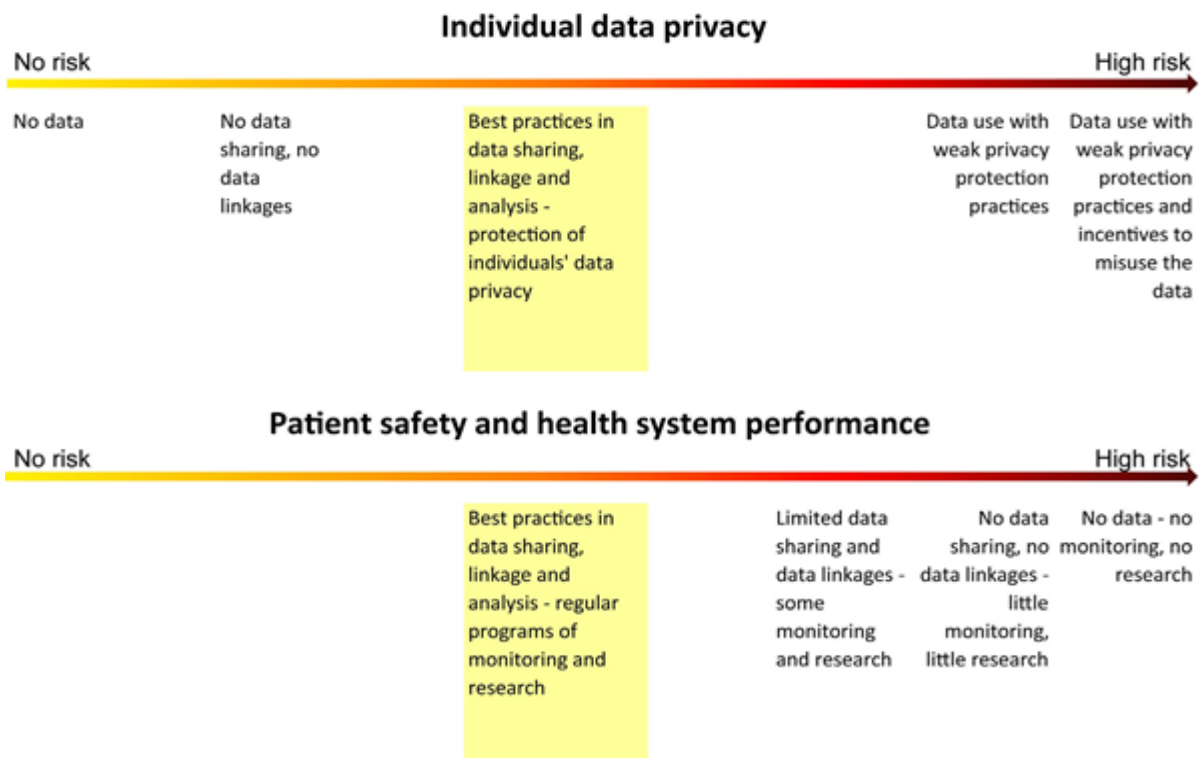 Individual data privacy
No risk
High risk
No data
No data
sharing, no
data
linkages
Best practices in
data sharing,
linkage and
analysis -
protection of
individuals' data
privacy
Data use with
weak privacy
protection
practices
Data use with
weak privacy
protection
practices and
incentives to
misuse the
data
Patient safety and health system performance
No risk
High risk
Best practices in
data sharing,
linkage and
analysis - regular
programs of
monitoring and
research
Limited data
sharing and
data linkages -
some
monitoring
and research
No data
sharing, no
data linkages -
little
monitoring,
little research
No data - no
monitoring, no
research